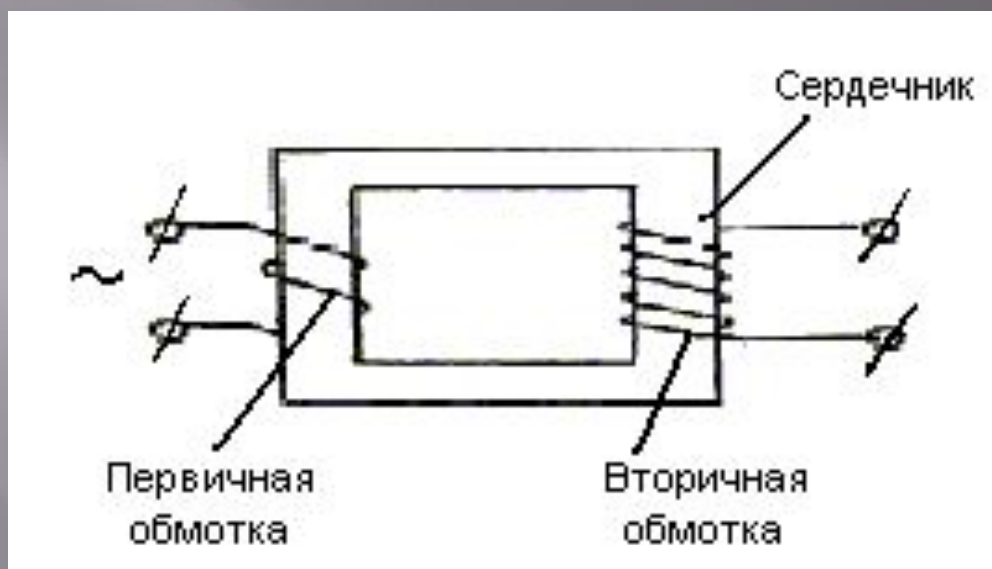 Сердечник
~
Первичная
обмотка
Вторичная
обмотка